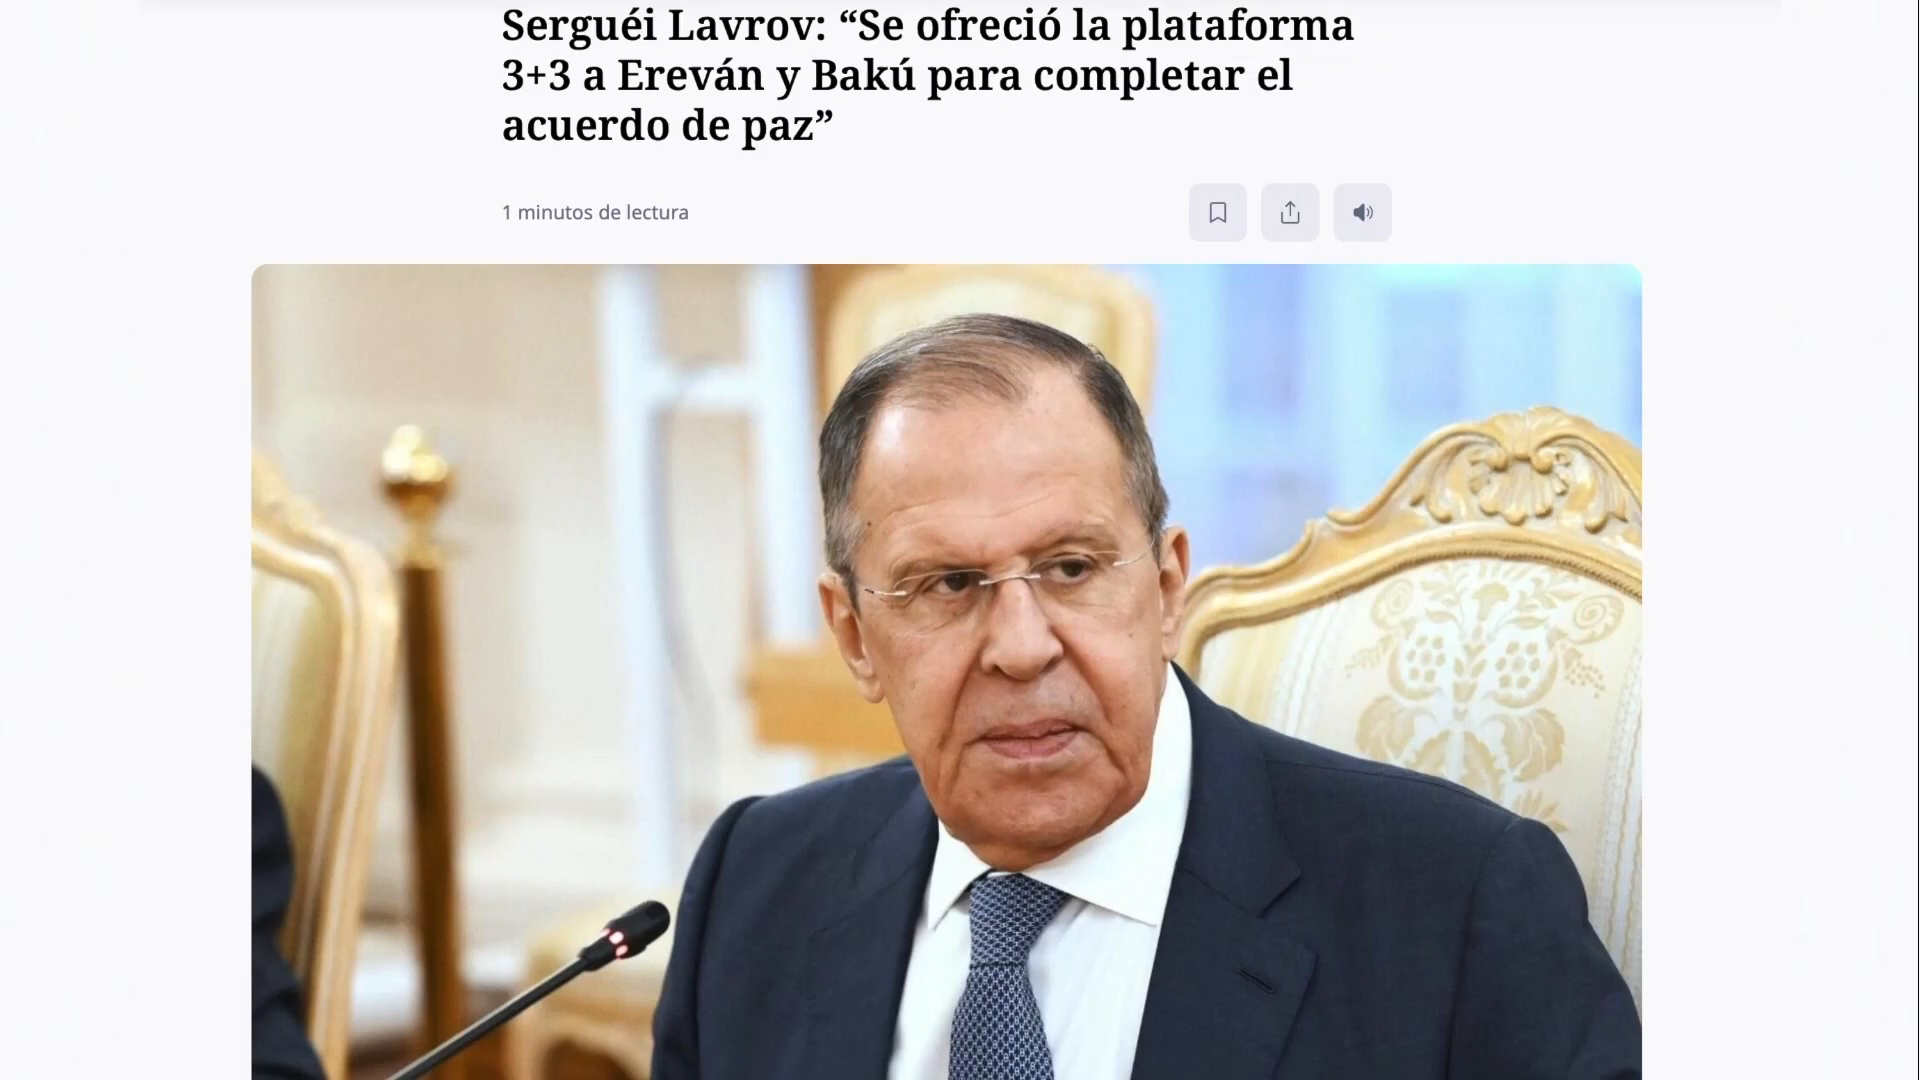 Serguéi Lavrov: “Se ofreció la plataforma
3+3 a Ereván y Bakú para completar el
acuerdo de paz”
1 minutos de lectura